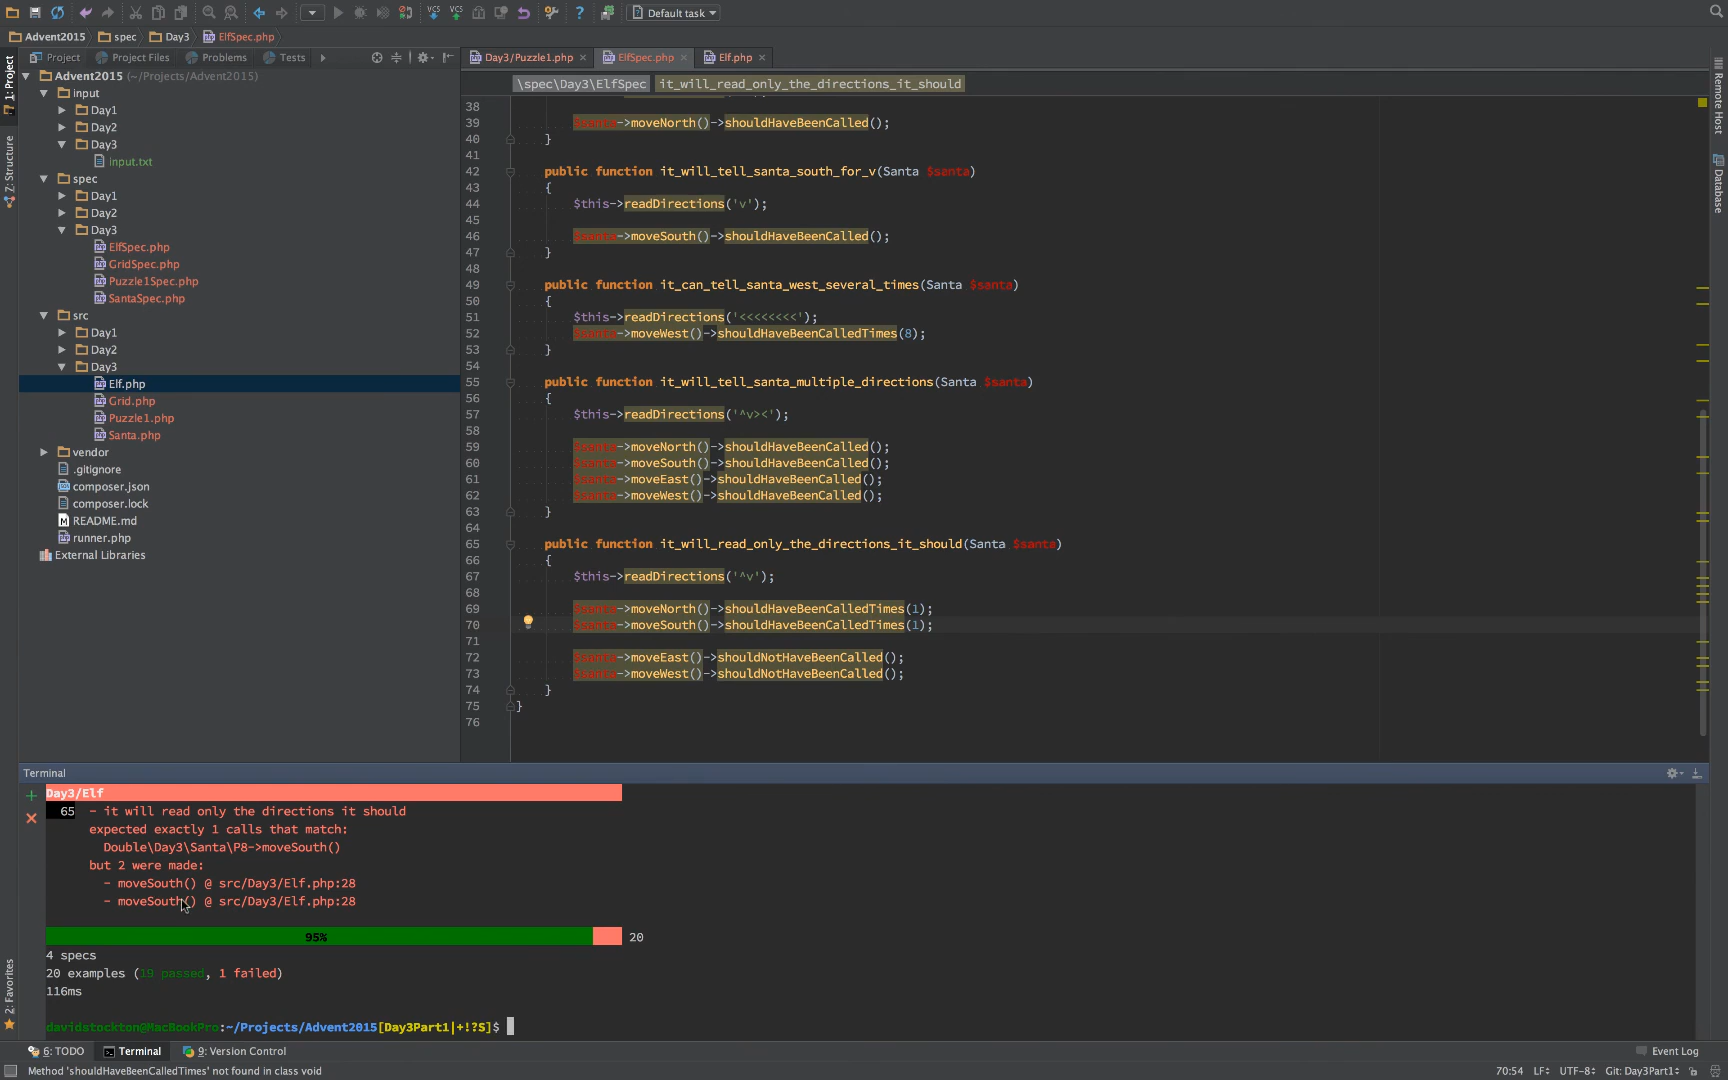 Default task
Advent2015
spec
Day3
ElfSpec.php
1: Project
Z: Structure
2: Favorites
Remote Host
Database
Project
Project Files
Problems
Tests
Day3/Puzzle1.php
ElfSpec.php
Elf.php
Advent2015 (~/Projects/Advent2015)
input
Day1
Day2
Day3
input.txt
spec
Day1
Day2
Day3
ElfSpec.php
GridSpec.php
Puzzle1Spec.php
SantaSpec.php
src
Day1
Day2
Day3
Elf.php
Grid.php
Puzzle1.php
Santa.php
vendor
.gitignore
composer.json
composer.lock
README.md
runner.php
External Libraries
\spec\Day3\ElfSpec it_will_read_only_the_directions_it_should
38
39 $santa->moveNorth()->shouldHaveBeenCalled();
40 }
41
42 public function it_will_tell_santa_south_for_v(Santa $santa)
43 {
44 $this->readDirections('v');
45
46 $santa->moveSouth()->shouldHaveBeenCalled();
47 }
48
49 public function it_can_tell_santa_west_several_times(Santa $santa)
50 {
51 $this->readDirections('<<<<<<<<');
52 $santa->moveWest()->shouldHaveBeenCalledTimes(8);
53 }
54
55 public function it_will_tell_santa_multiple_directions(Santa $santa)
56 {
57 $this->readDirections('^v><');
58
59 $santa->moveNorth()->shouldHaveBeenCalled();
60 $santa->moveSouth()->shouldHaveBeenCalled();
61 $santa->moveEast()->shouldHaveBeenCalled();
62 $santa->moveWest()->shouldHaveBeenCalled();
63 }
64
65 public function it_will_read_only_the_directions_it_should(Santa $santa)
66 {
67 $this->readDirections('^v');
68
69 $santa->moveNorth()->shouldHaveBeenCalledTimes(1);
70 $santa->moveSouth()->shouldHaveBeenCalledTimes(1);
71
72 $santa->moveEast()->shouldNotHaveBeenCalled();
73 $santa->moveWest()->shouldNotHaveBeenCalled();
74 }
75 }
76
Terminal
Day3/Elf
65 - it will read only the directions it should
expected exactly 1 calls that match:
Double\Day3\Santa\P8->moveSouth()
but 2 were made:
- moveSouth() @ src/Day3/Elf.php:28
- moveSouth() @ src/Day3/Elf.php:28
95% 20
4 specs
20 examples (19 passed, 1 failed)
116ms
davidstockton@MacBookPro:~/Projects/Advent2015[Day3Part1|+!?S]$
6: TODO
Terminal
9: Version Control
Event Log
Method 'shouldHaveBeenCalledTimes' not found in class void
70:54 LF÷ UTF-8÷ Git: Day3Part1÷